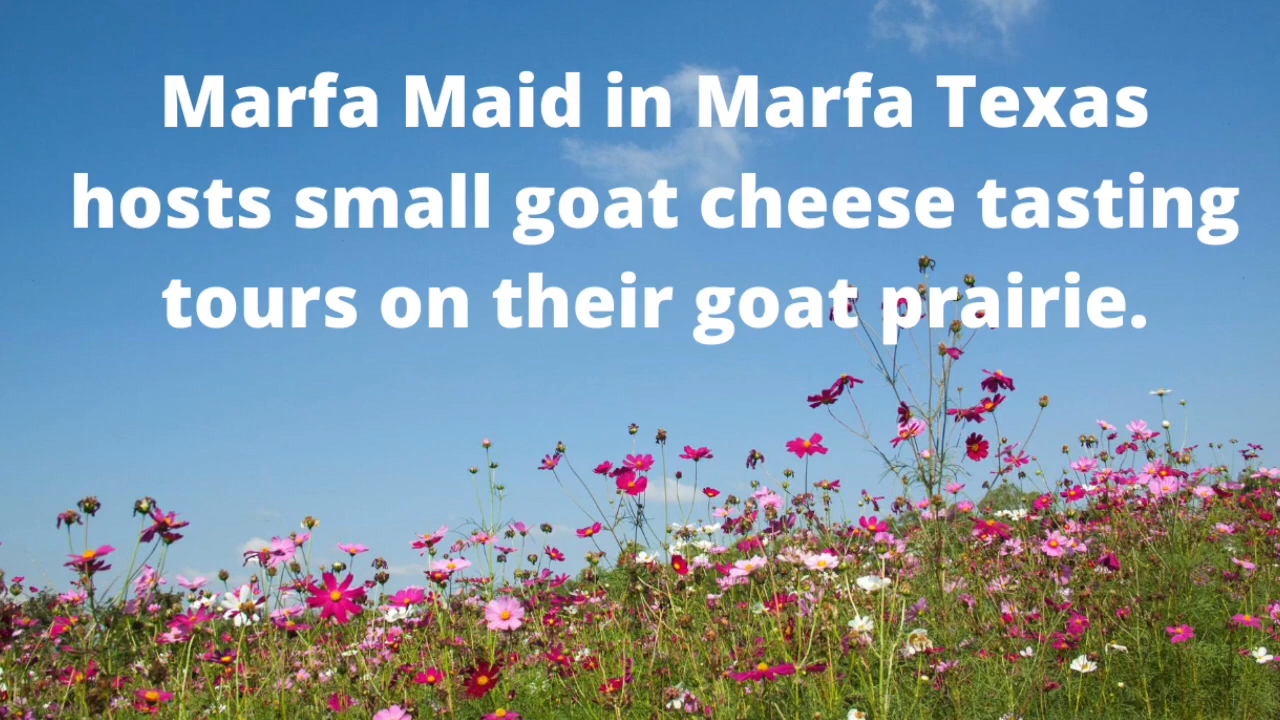 Marfa Maid in Marfa Texas
hosts small goat cheese tasting
tours on their goat prairie.